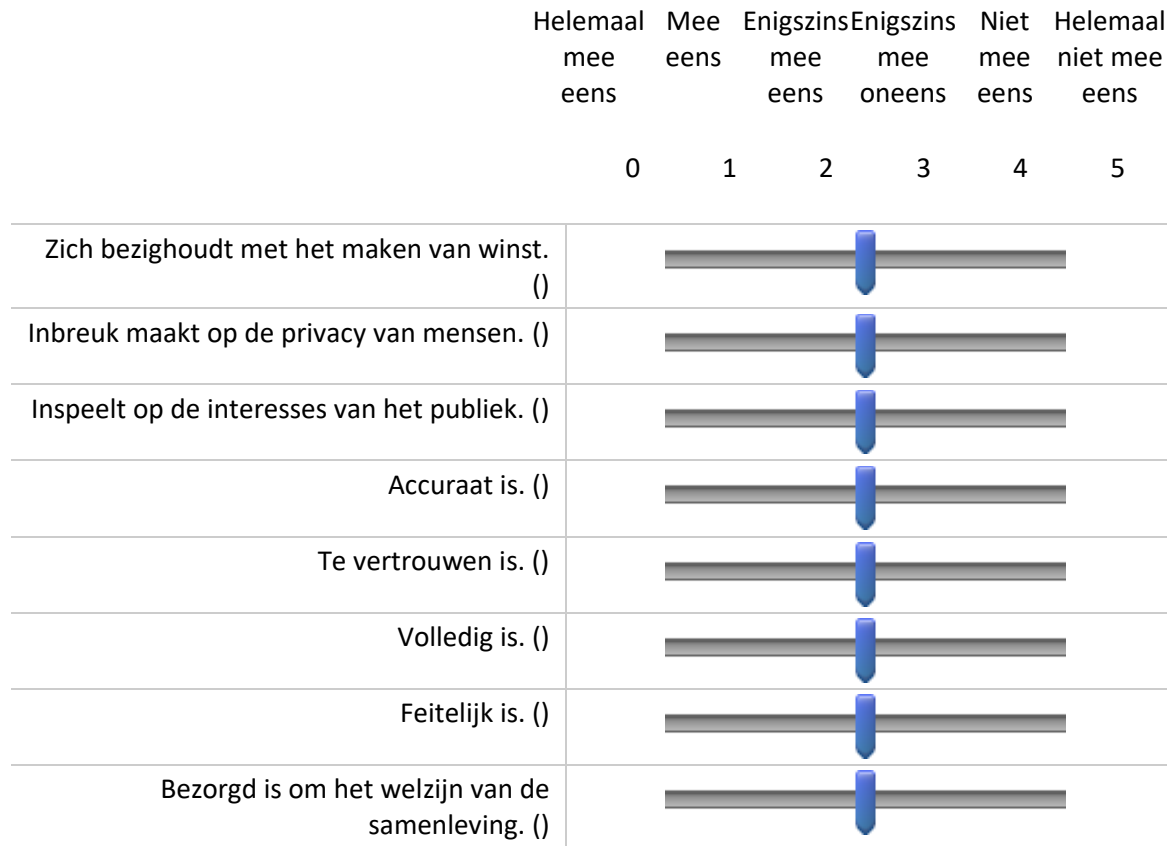 Helemaal Mee Enigszins Enigszins Niet Helemaal
mee eens mee mee mee niet mee
eens eens oneens eens eens
0 1 2 3 4 5
Zich bezighoudt met het maken van winst.
()
Inbreuk maakt op de privacy van mensen. ()
Inspeelt op de interesses van het publiek. ()
Accuraat is. ()
Te vertrouwen is. ()
Volledig is. ()
Feitelijk is. ()
Bezorgd is om het welzijn van de
samenleving. ()